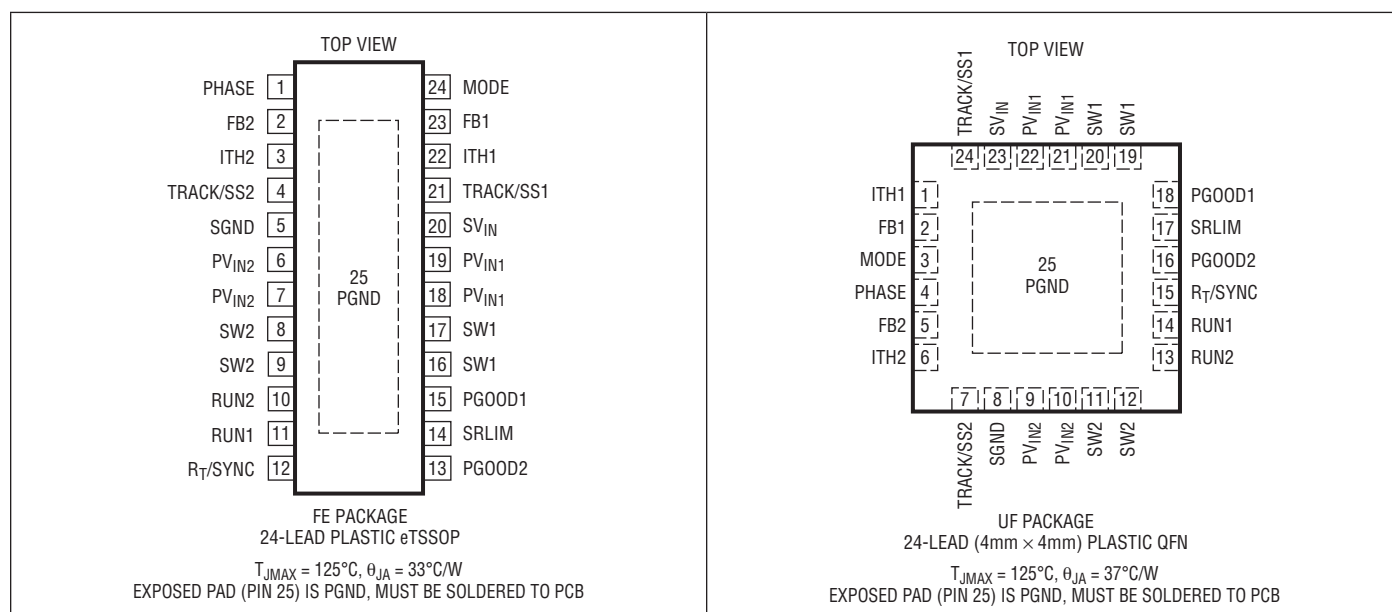 TOP VIEW
PHASE 1
FB2 2
ITH2 3
TRACK/SS2 4
SGND 5
PVIN2 6
PVIN2 7
SW2 8
SW2 9
RUN2 10
RUN1 11
RT/SYNC 12
24 MODE
23 FB1
22 ITH1
21 TRACK/SS1
20 SVIN
19 PVIN1
18 PVIN1
17 SW1
16 SW1
15 PGOOD1
14 SRLIM
13 PGOOD2
25
PGND
FE PACKAGE
24-LEAD PLASTIC eTSSOP
TJMAX = 125°C, θJA = 33°C/W
EXPOSED PAD (PIN 25) IS PGND, MUST BE SOLDERED TO PCB
TOP VIEW
TRACK/SS1
SVIN
PVIN1
PVIN1
SW1
SW1
24 23 22 21 20 19
ITH1 1
FB1 2
MODE 3
PHASE 4
FB2 5
ITH2 6
25
PGND
18 PGOOD1
17 SRLIM
16 PGOOD2
15 RT/SYNC
14 RUN1
13 RUN2
7 8 9 10 11 12
TRACK/SS2
SGND
PVIN2
PVIN2
SW2
SW2
UF PACKAGE
24-LEAD (4mm × 4mm) PLASTIC QFN
TJMAX = 125°C, θJA = 37°C/W
EXPOSED PAD (PIN 25) IS PGND, MUST BE SOLDERED TO PCB